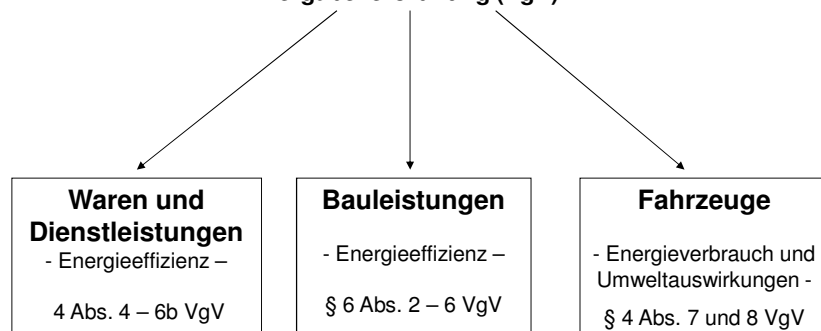 Waren und
Dienstleistungen
- Energieeffizienz –
4 Abs. 4 – 6b VgV
Bauleistungen
- Energieeffizienz –
§ 6 Abs. 2 – 6 VgV
Fahrzeuge
- Energieverbrauch und
Umweltauswirkungen -
§ 4 Abs. 7 und 8 VgV